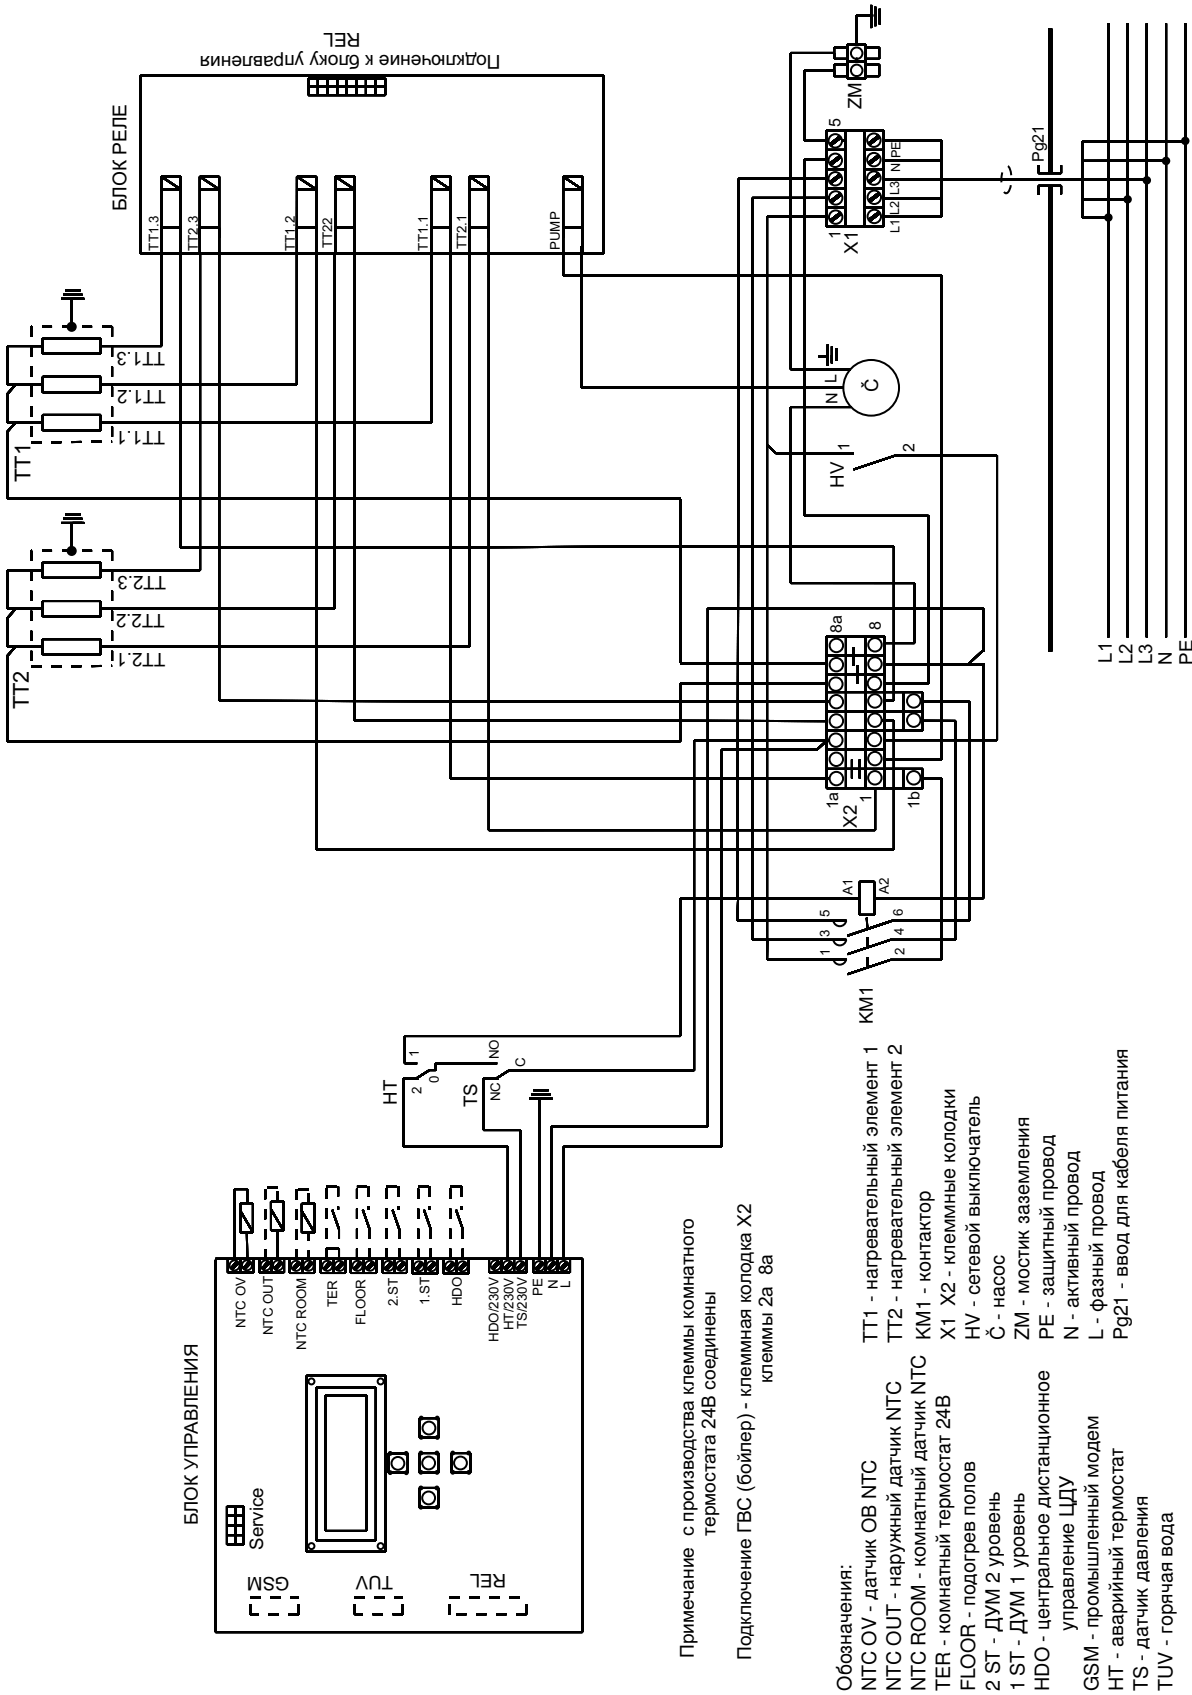 БЛОК УПРАВЛЕНИЯ
Service
GSM
TUV
REL
NTC OV
NTC OUT
NTC ROOM
TER
FLOOR
2.ST
1.ST
HDO
HDO/230V
HT/230V
TS/230V
PE
N
L
HT
2
1
0
TS
NC
NO
C
TT2
TT2.1
TT2.2
TT2.3
TT1
TT1.1
TT1.2
TT1.3
БЛОК РЕЛЕ
Подключение к блоку управления
REL
TT1.3
TT2.3
TT1.2
TT22
TT1.1
TT2.1
PUMP
KM1
1
3
5
A1
A2
2
4
6
X2
1a
1
1b
8a
8
HV
1
2
N
L
Č
X1
1
5
L1
L2
L3
N
PE
ZM
Pg21
L1
L2
L3
N
PE
Примечание с производства клеммы комнатного
термостата 24В соединены
Подключение ГВС (бойлер) - клеммная колодка X2
клеммы 2a 8a
Обозначения:
NTC OV - датчик ОВ NTC
NTC OUT - наружный датчик NTC
NTC ROOM - комнатный датчик NTC
TER - комнатный термостат 24В
FLOOR - подогрев полов
2 ST - ДУМ 2 уровень
1 ST - ДУМ 1 уровень
HDO - центральное дистанционное
управление ЦДУ
GSM - промышленный модем
HT - аварийный термостат
TS - датчик давления
TUV - горячая вода
TT1 - нагревательный элемент 1
TT2 - нагревательный элемент 2
KM1 - контактор
X1 X2 - клеммные колодки
HV - сетевой выключатель
Č - насос
ZM - мостик заземления
PE - защитный провод
N - активный провод
L - фазный провод
Pg21 - ввод для кабеля питания